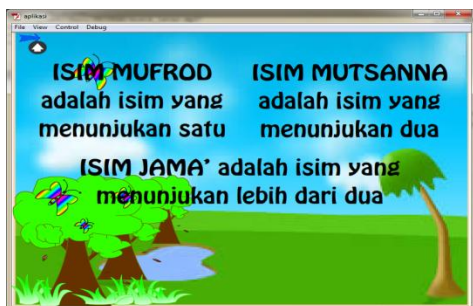 aplikasi
File View Control Debug
ISIM MUFROD
adalah isim yang
menunjukan satu
ISIM MUTSANNA
adalah isim yang
menunjukan dua
ISIM JAMA' adalah isim yang
menunjukan lebih dari dua